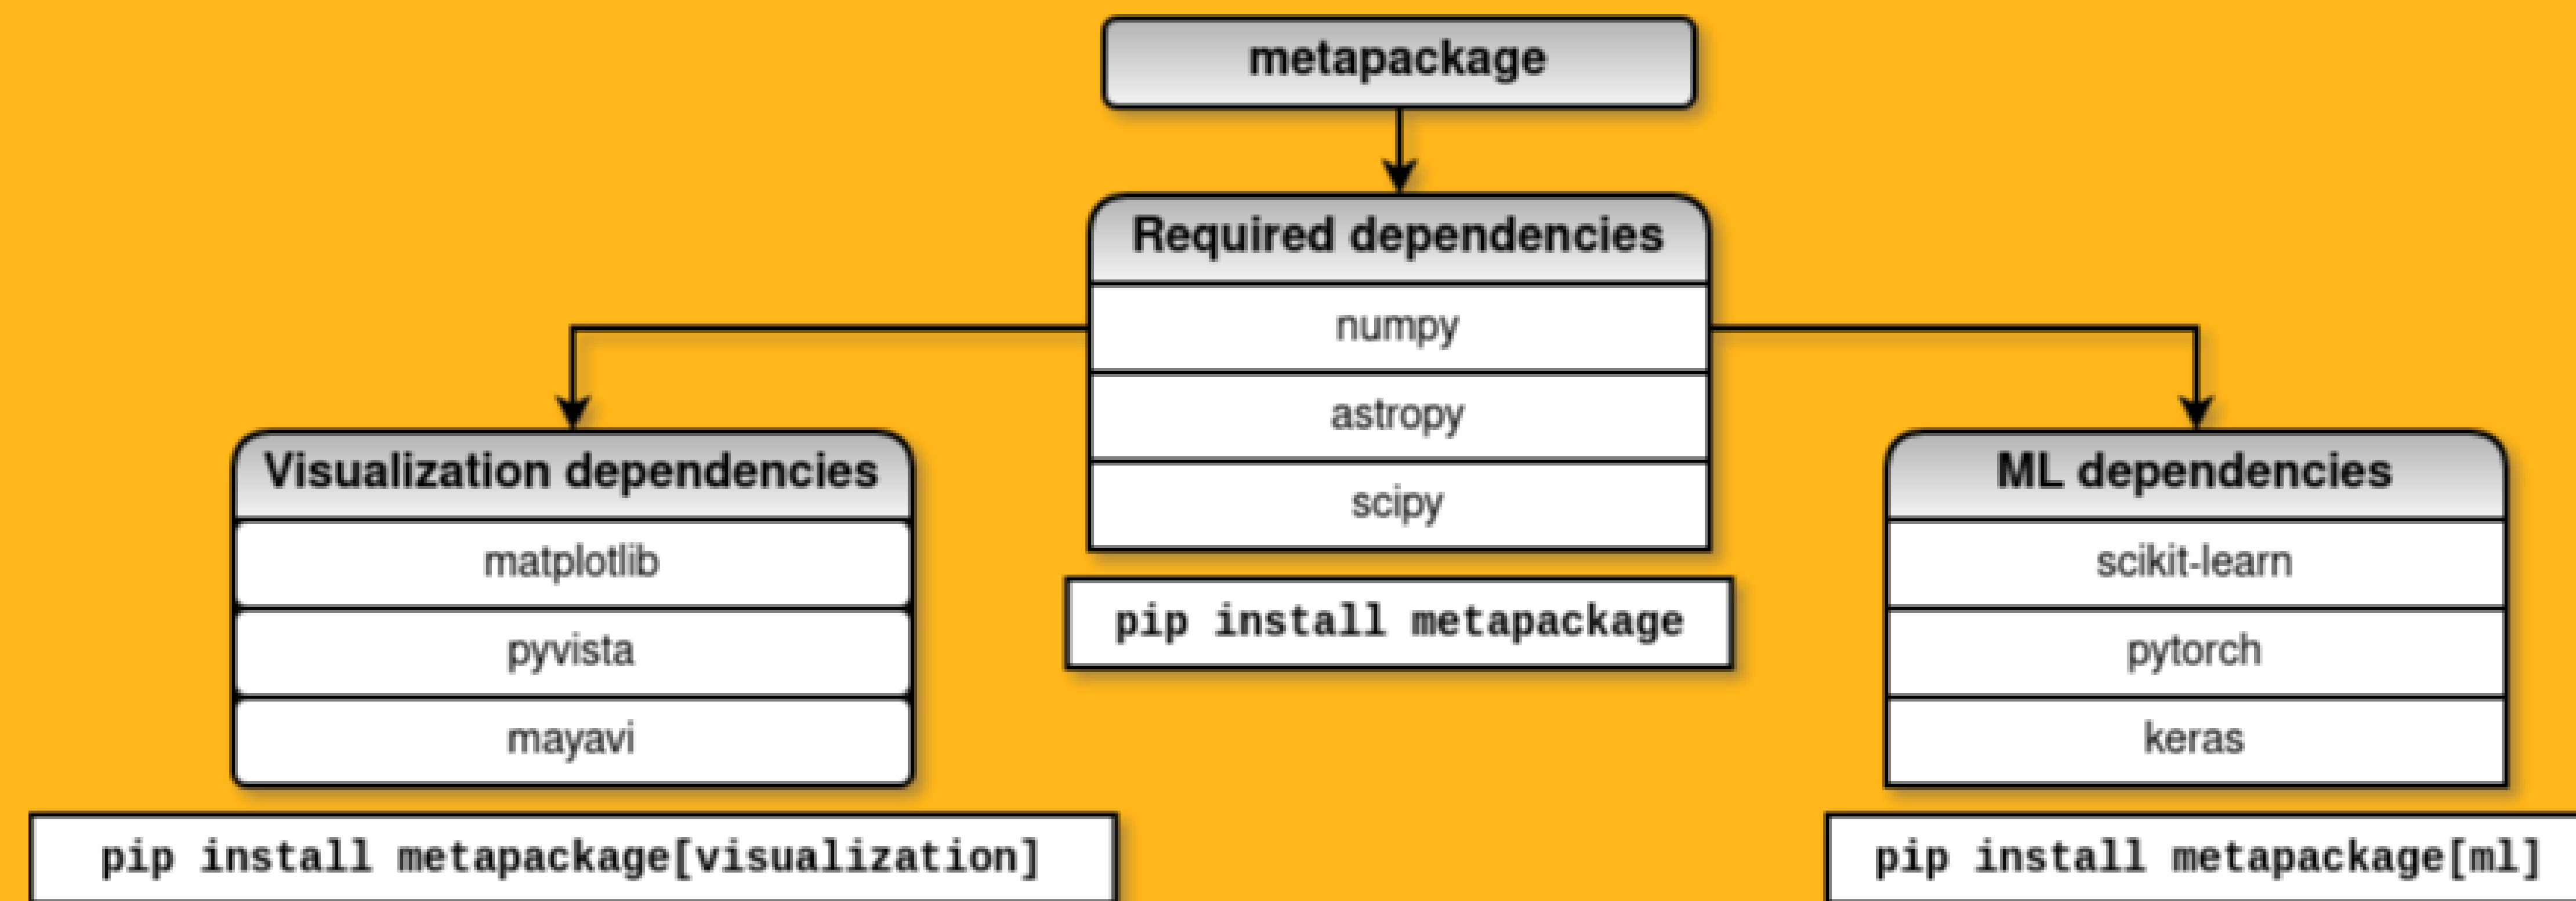 metapackage
Required dependencies
numpy
astropy
scipy
pip install metapackage
Visualization dependencies
matplotlib
pyvista
mayavi
pip install metapackage[visualization]
ML dependencies
scikit-learn
pytorch
keras
pip install metapackage[ml]